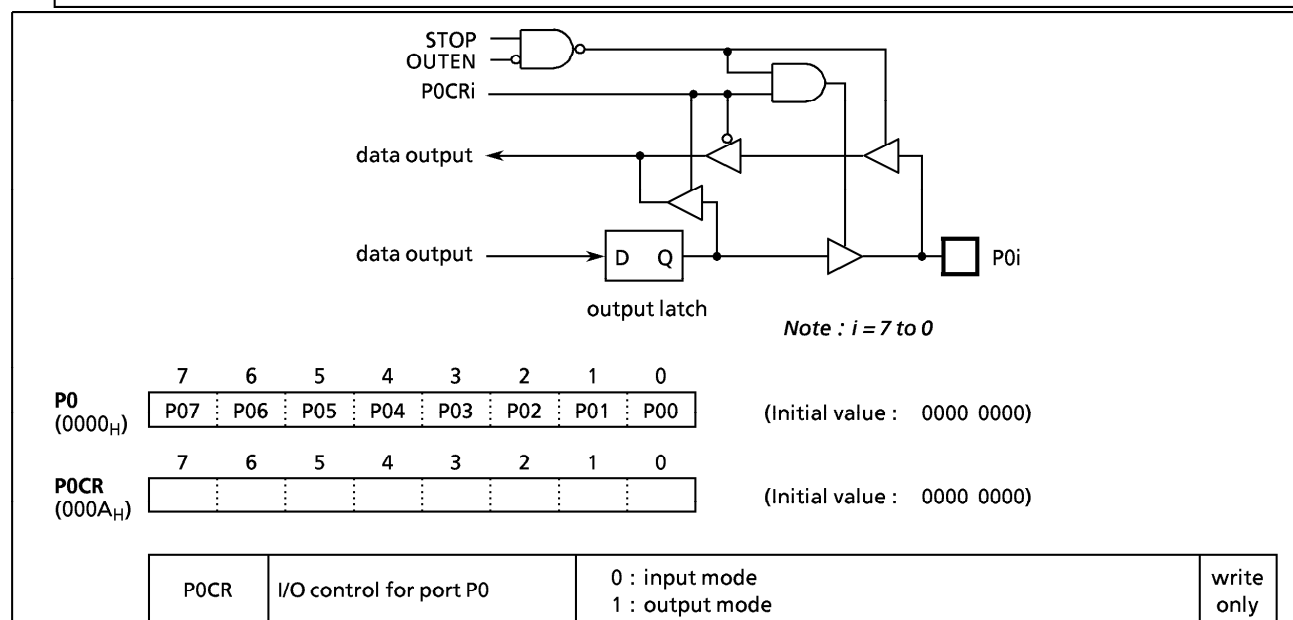 STOP
OUTEN
P0CRi
data output
data output
D Q
P0i
output latch
Note : i = 7 to 0
7 6 5 4 3 2 1 0
P0
(0000H)
P07 P06 P05 P04 P03 P02 P01 P00
(Initial value : 0000 0000)
7 6 5 4 3 2 1 0
P0CR
(000AH)
(Initial value : 0000 0000)
P0CR
I/O control for port P0
0 : input mode
1 : output mode
write
only